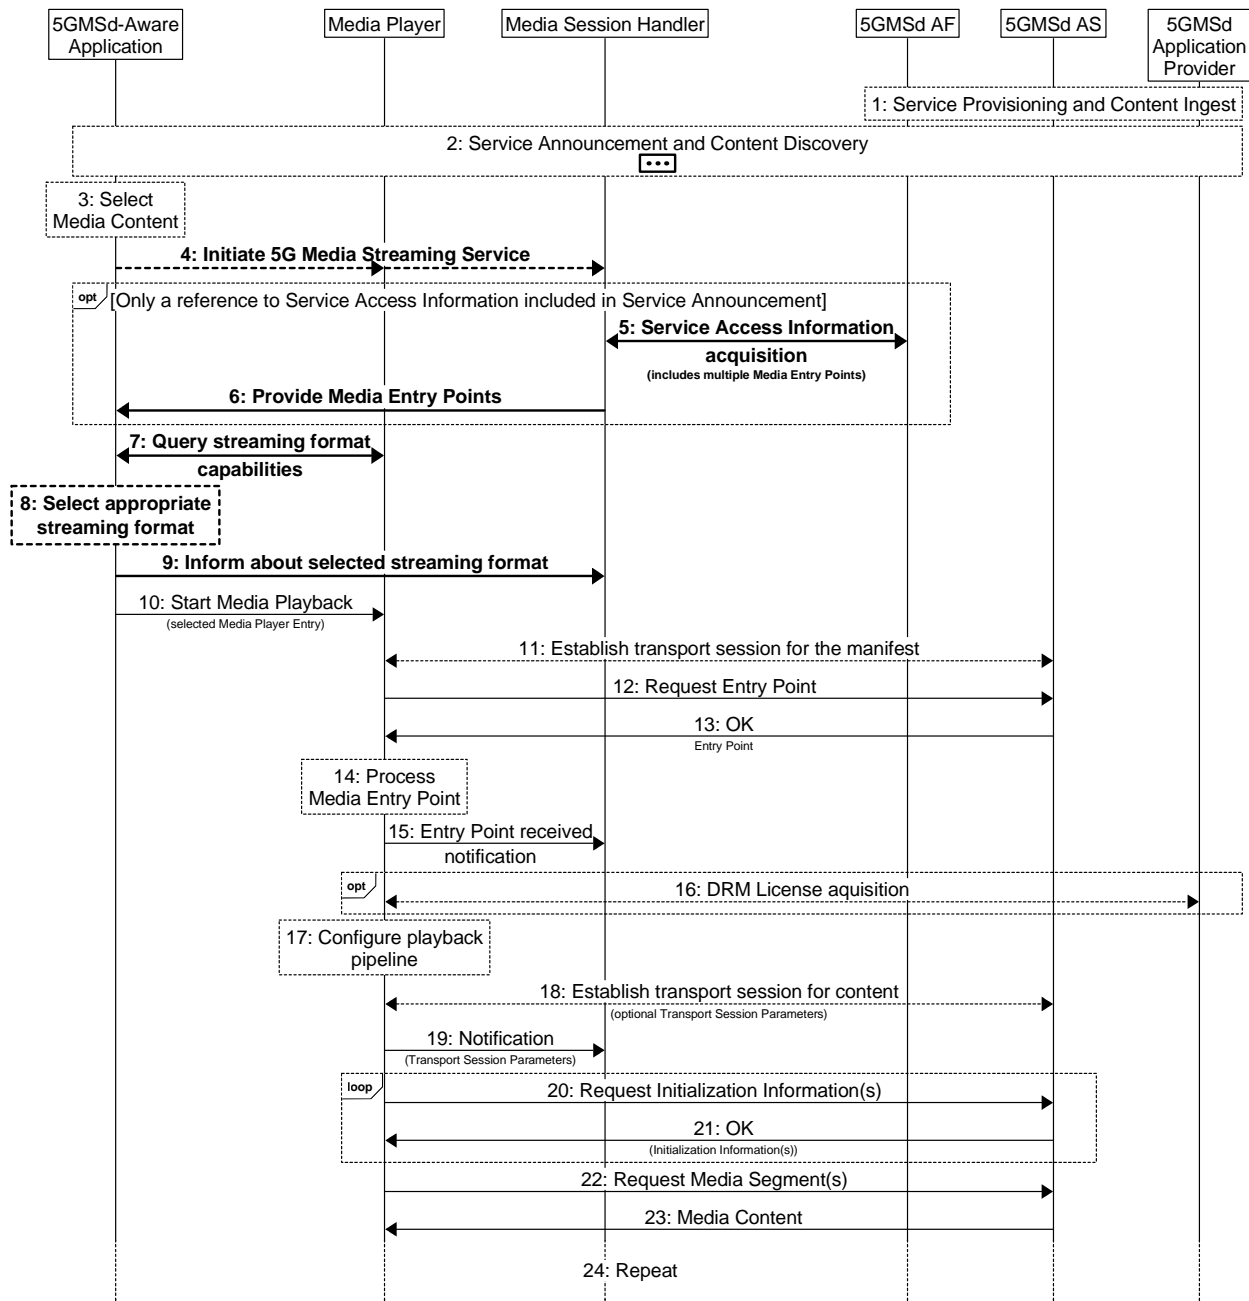 5GMSd-Aware
Application
Media Player
Media Session Handler
5GMSd AF
5GMSd AS
5GMSd
Application
Provider
1: Service Provisioning and Content Ingest
2: Service Announcement and Content Discovery
3: Select
Media Content
4: Initiate 5G Media Streaming Service
opt
[Only a reference to Service Access Information included in Service Announcement]
5: Service Access Information
acquisition
(includes multiple Media Entry Points)
6: Provide Media Entry Points
7: Query streaming format
capabilities
8: Select appropriate
streaming format
9: Inform about selected streaming format
10: Start Media Playback
(selected Media Player Entry)
11: Establish transport session for the manifest
12: Request Entry Point
13: OK
Entry Point
14: Process
Media Entry Point
15: Entry Point received
notification
opt
16: DRM License aquisition
17: Configure playback
pipeline
18: Establish transport session for content
(optional Transport Session Parameters)
19: Notification
(Transport Session Parameters)
loop
20: Request Initialization Information(s)
21: OK
(Initialization Information(s))
22: Request Media Segment(s)
23: Media Content
24: Repeat